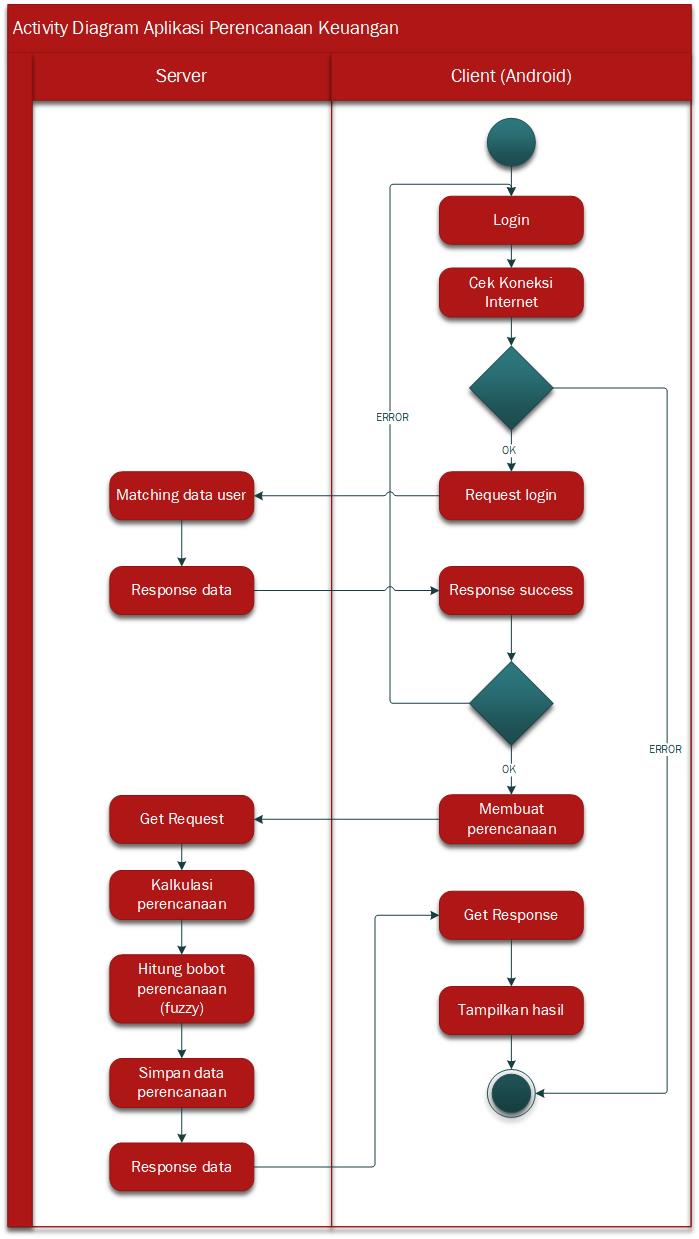 Activity Diagram Aplikasi Perencanaan Keuangan
Server
Client (Android)
Login
Cek Koneksi
Internet
ERROR
OK
Matching data user
Request login
Response data
Response success
ERROR
OK
Get Request
Membuat
perencanaan
Kalkulasi
perencanaan
Get Response
Hitung bobot
perencanaan
(fuzzy)
Tampilkan hasil
Simpan data
perencanaan
Response data